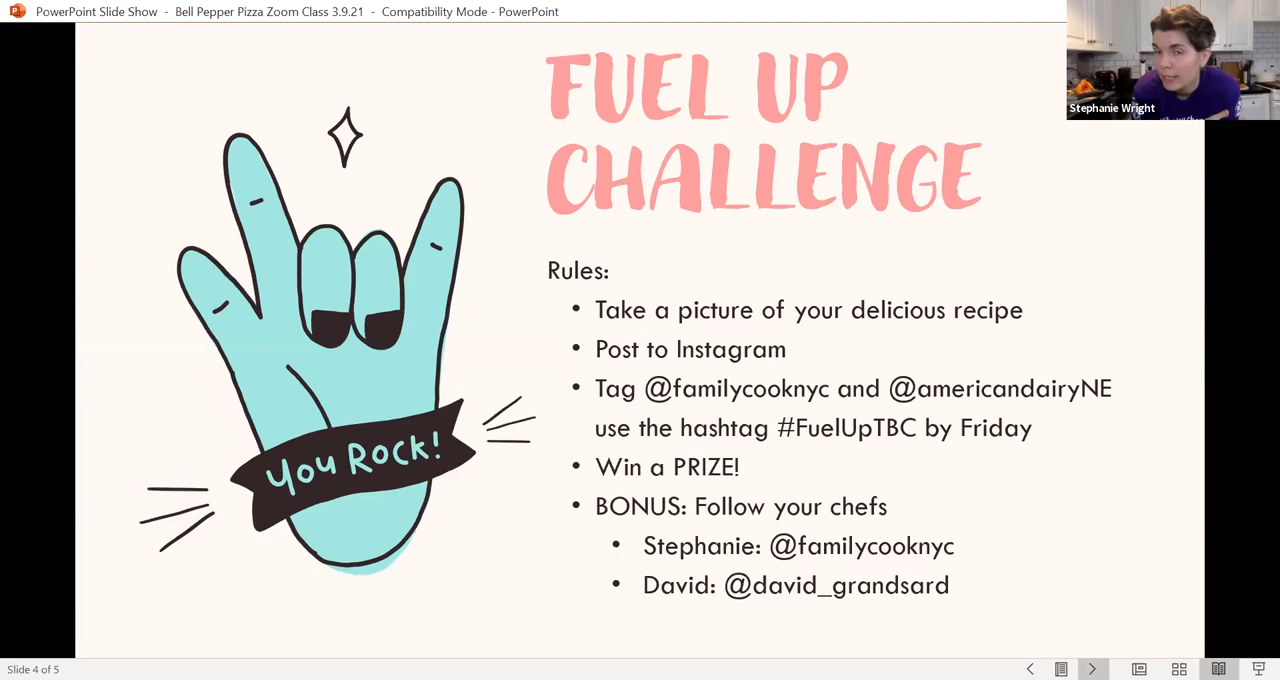 PowerPoint Slide Show - Bell Pepper Pizza Zoom Class 3.9.21 - Compatibility Mode - PowerPoint
Stephanie Wright
FUEL UP
CHALLENGE
Rules:
• Take a picture of your delicious recipe
• Post to Instagram
• Tag @familycooknyc and @americandairyNE
use the hashtag #FuelUpTBC by Friday
• Win a PRIZE!
• BONUS: Follow your chefs
• Stephanie: @familycooknyc
• David: @david_grandsard
You Rock!
Slide 4 of 5